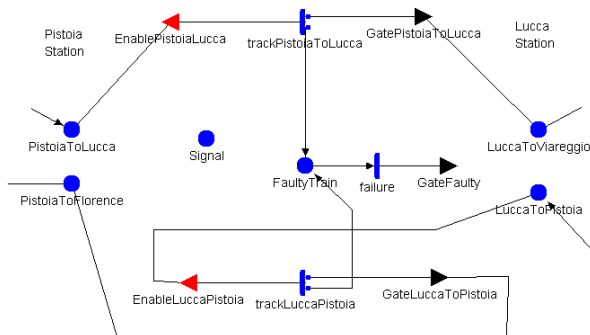 Pistoia
Station
EnablePistoiaLucca
trackPistoiaToLucca
GatePistoiaToLucca
Lucca
Station
PistoiaToLucca
Signal
LuccaToViareggio
FaultyTrain
failure
GateFaulty
PistoiaToFlorence
LuccaToPistoia
EnableLuccaPistoia
trackLuccaPistoia
GateLuccaToPistoia